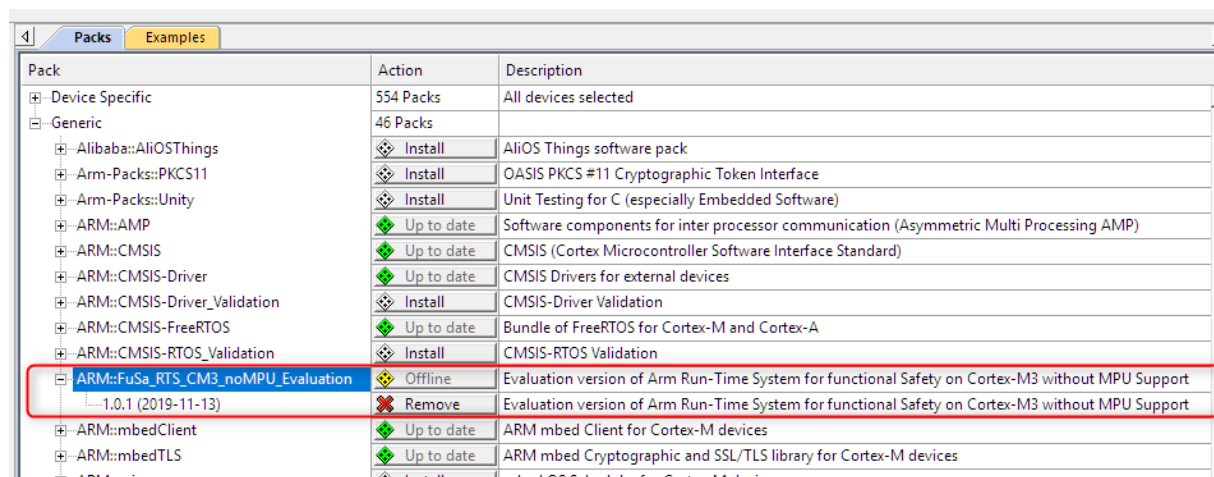 Packs Examples
Pack Action Description
Device Specific 554 Packs All devices selected
Generic 46 Packs
Alibaba::AliOSThings Install AliOS Things software pack
Arm-Packs::PKCS11 Install OASIS PKCS #11 Cryptographic Token Interface
Arm-Packs::Unity Install Unit Testing for C (especially Embedded Software)
ARM::AMP Up to date Software components for inter processor communication (Asymmetric Multi Processing AMP)
ARM::CMSIS Up to date CMSIS (Cortex Microcontroller Software Interface Standard)
ARM::CMSIS-Driver Up to date CMSIS Drivers for external devices
ARM::CMSIS-Driver_Validation Install CMSIS-Driver Validation
ARM::CMSIS-FreeRTOS Up to date Bundle of FreeRTOS for Cortex-M and Cortex-A
ARM::CMSIS-RTOS_Validation Install CMSIS-RTOS Validation
ARM::FuSa_RTS_CM3_noMPU_Evaluation Offline Evaluation version of Arm Run-Time System for functional Safety on Cortex-M3 without MPU Support
1.0.1 (2019-11-13) Remove Evaluation version of Arm Run-Time System for functional Safety on Cortex-M3 without MPU Support
ARM::mbedClient Up to date ARM mbed Client for Cortex-M devices
ARM::mbedTLS Up to date ARM mbed Cryptographic and SSL/TLS library for Cortex-M devices